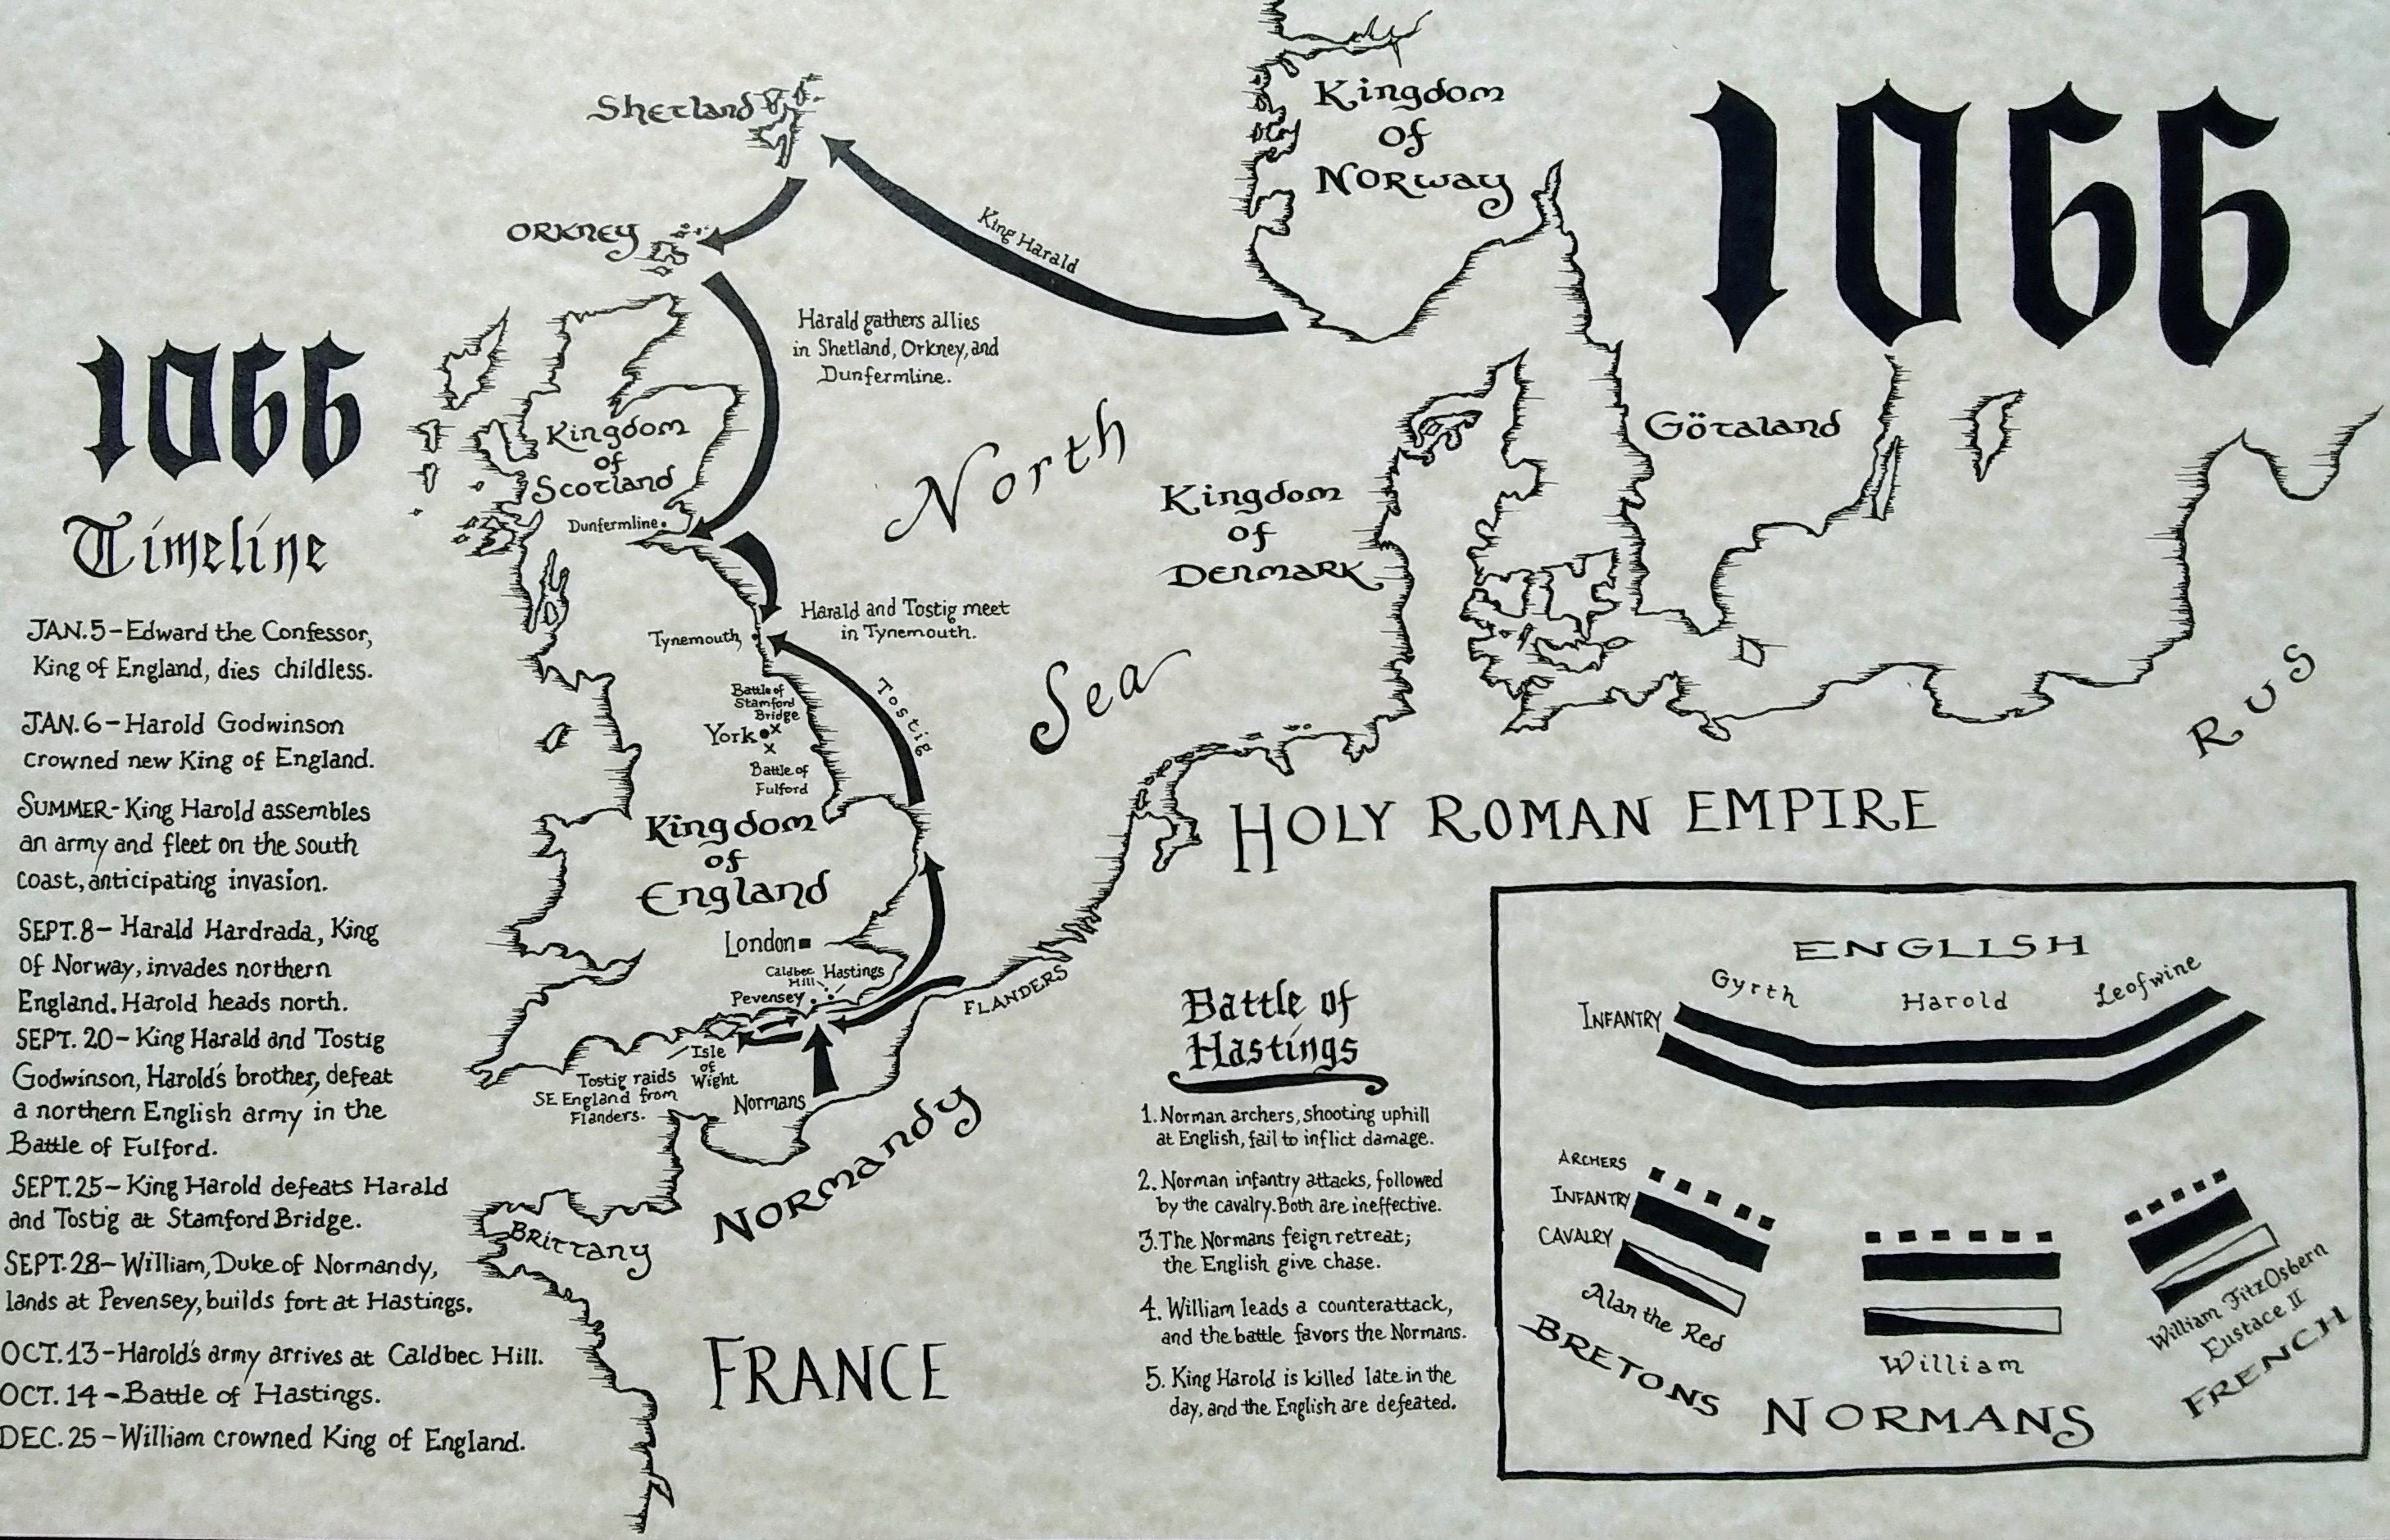 1066
1066
Timeline
JAN. 5 – Edward the Confessor,
King of England, dies childless.
JAN. 6 – Harold Godwinson
crowned new King of England.
SUMMER - King Harold assembles
an army and fleet on the south
coast, anticipating invasion.
SEPT. 8 – Harald Hardrada, King
of Norway, invades northern
England. Harold heads north.
SEPT. 20 – King Harald and Tostig
Godwinson, Harold's brother, defeat
a northern English army in the
Battle of Fulford.
SEPT. 25 – King Harold defeats Harald
and Tostig at Stamford Bridge.
SEPT. 28 – William, Duke of Normandy,
lands at Pevensey, builds fort at Hastings.
OCT. 13 – Harold's army arrives at Caldbec Hill.
OCT. 14 – Battle of Hastings.
DEC. 25 – William crowned King of England.
Shetland
Orkney
King Harald
Kingdom
of
Norway
Harald gathers allies
in Shetland, Orkney, and
Dunfermline.
Kingdom
of
Scotland
Dunfermline
North
Sea
Götaland
Kingdom
of
Denmark
Harald and Tostig meet
in Tynemouth.
Tynemouth
Tostig
Battle of
Stamford
Bridge
York
Battle of
Fulford
RUS
HOLY ROMAN EMPIRE
Kingdom
of
England
London
Caldbec
Hill
Hastings
Pevensey
FLANDERS
Isle
of
Wight
Tostig raids
SE England from
Flanders.
Normans
Normandy
Brittany
FRANCE
Battle of
Hastings
1. Norman archers, shooting uphill
at English, fail to inflict damage.
2. Norman infantry attacks, followed
by the cavalry. Both are ineffective.
3. The Normans feign retreat;
the English give chase.
4. William leads a counterattack,
and the battle favors the Normans.
5. King Harold is killed late in the
day, and the English are defeated.
ENGLISH
Gyrth
Harold
Leofwine
INFANTRY
ARCHERS
INFANTRY
CAVALRY
Alan the Red
BRETONS
William
NORMANS
William FitzOsbern
Eustace II
FRENCH